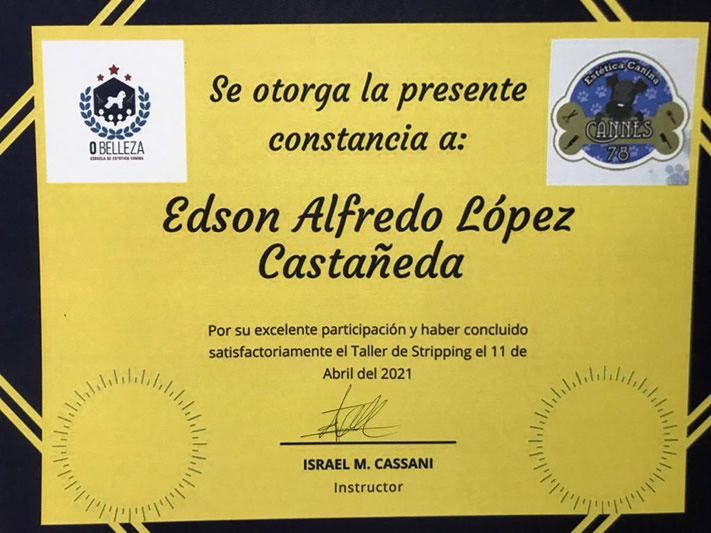 Se otorga la presente
constancia a:
O BELLEZA
ESCUELA DE ESTÉTICA CANINA
Estética Canina
CANNES
78
Edson Alfredo López
Castañeda
Por su excelente participación y haber concluido
satisfactoriamente el Taller de Stripping el 11 de
Abril del 2021
ISRAEL M. CASSANI
Instructor